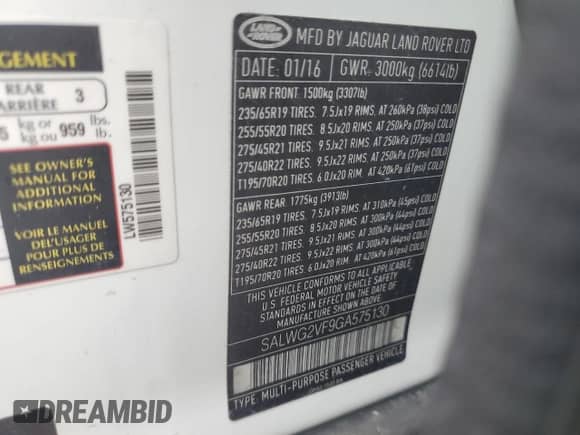 GEMENT
REAR
ARRIÈRE
3
5 kg or 959 lbs.
kg ou lb.
SEE OWNER'S
MANUAL FOR
ADDITIONAL
INFORMATION
VOIR LE MANUEL
DE L'USAGER
POUR PLUS DE
RENSEIGNEMENTS
LW575130
LAND ROVER
MFD BY JAGUAR LAND ROVER LTD
DATE: 01/16 GWR: 3000kg (6614lb)
GAWR FRONT: 1500kg (3307lb)
235/65R19 TIRES. 7.5Jx19 RIMS, AT 260kPa (38psi) COLD
255/55R20 TIRES. 8.5Jx20 RIMS. AT 250kPa (37psi) COLD
275/45R21 TIRES. 9.5Jx21 RIMS. AT 250kPa (37psi) COLD
275/40R22 TIRES. 9.5Jx22 RIMS. AT 250kPa (37psi) COLD
T195/70R20 TIRES. 6.0Jx20 RIM. AT 420kPa (61psi) COLD
GAWR REAR: 1775kg (3913lb)
235/65R19 TIRES. 7.5Jx19 RIMS. AT 310kPa (45psi) COLD
255/55R20 TIRES. 8.5Jx20 RIMS. AT 300kPa (44psi) COLD
275/45R21 TIRES. 9.5Jx21 RIMS. AT 300kPa (44psi) COLD
275/40R22 TIRES. 9.5Jx22 RIMS. AT 300kPa (44psi) COLD
T195/70R20 TIRES. 6.0Jx20 RIM. AT 420kPa (61psi) COLD
THIS VEHICLE CONFORMS TO ALL APPLICABLE
U.S. FEDERAL MOTOR VEHICLE SAFETY
STANDARDS IN EFFECT ON THE DATE OF
MANUFACTURE SHOWN ABOVE.
SALWG2VF9GA575130
TYPE: MULTI-PURPOSE PASSENGER VEHICLE
DREAMBID